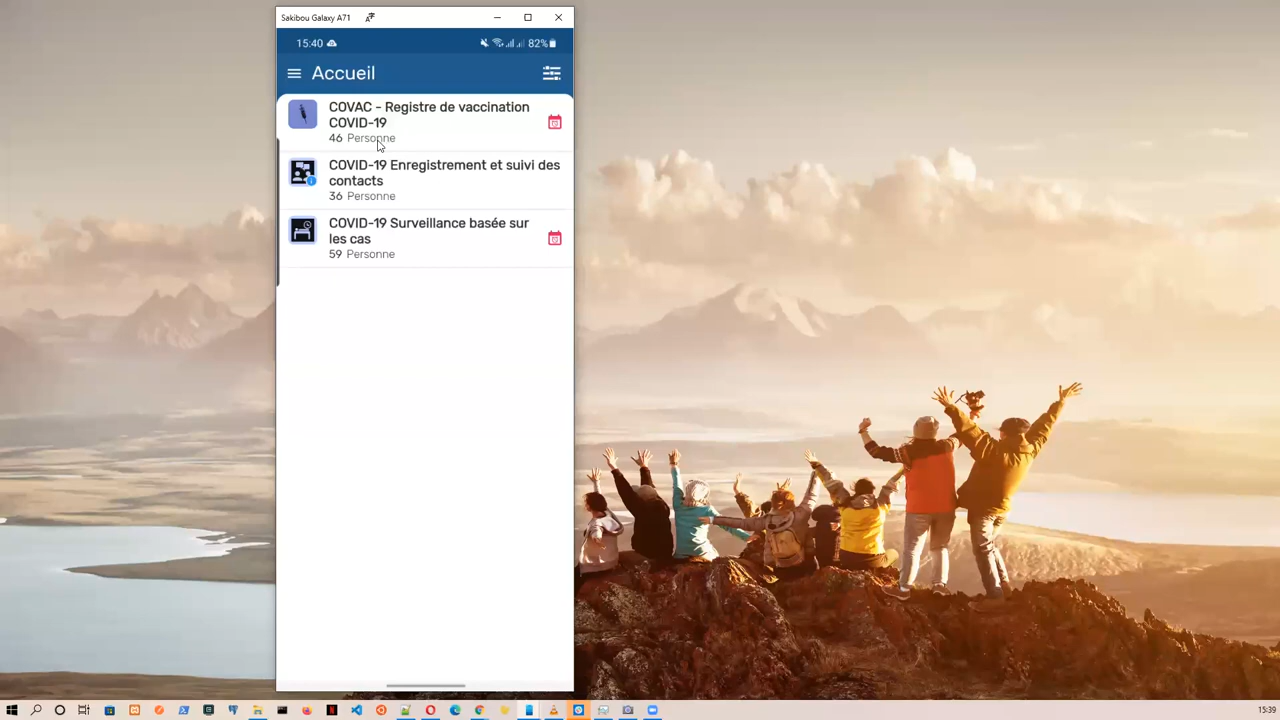 Sakibou Galaxy A71
15:40
82%
Accueil
COVAC - Registre de vaccination
COVID-19
46 Personne
COVID-19 Enregistrement et suivi des
contacts
36 Personne
COVID-19 Surveillance basée sur
les cas
59 Personne
15:39